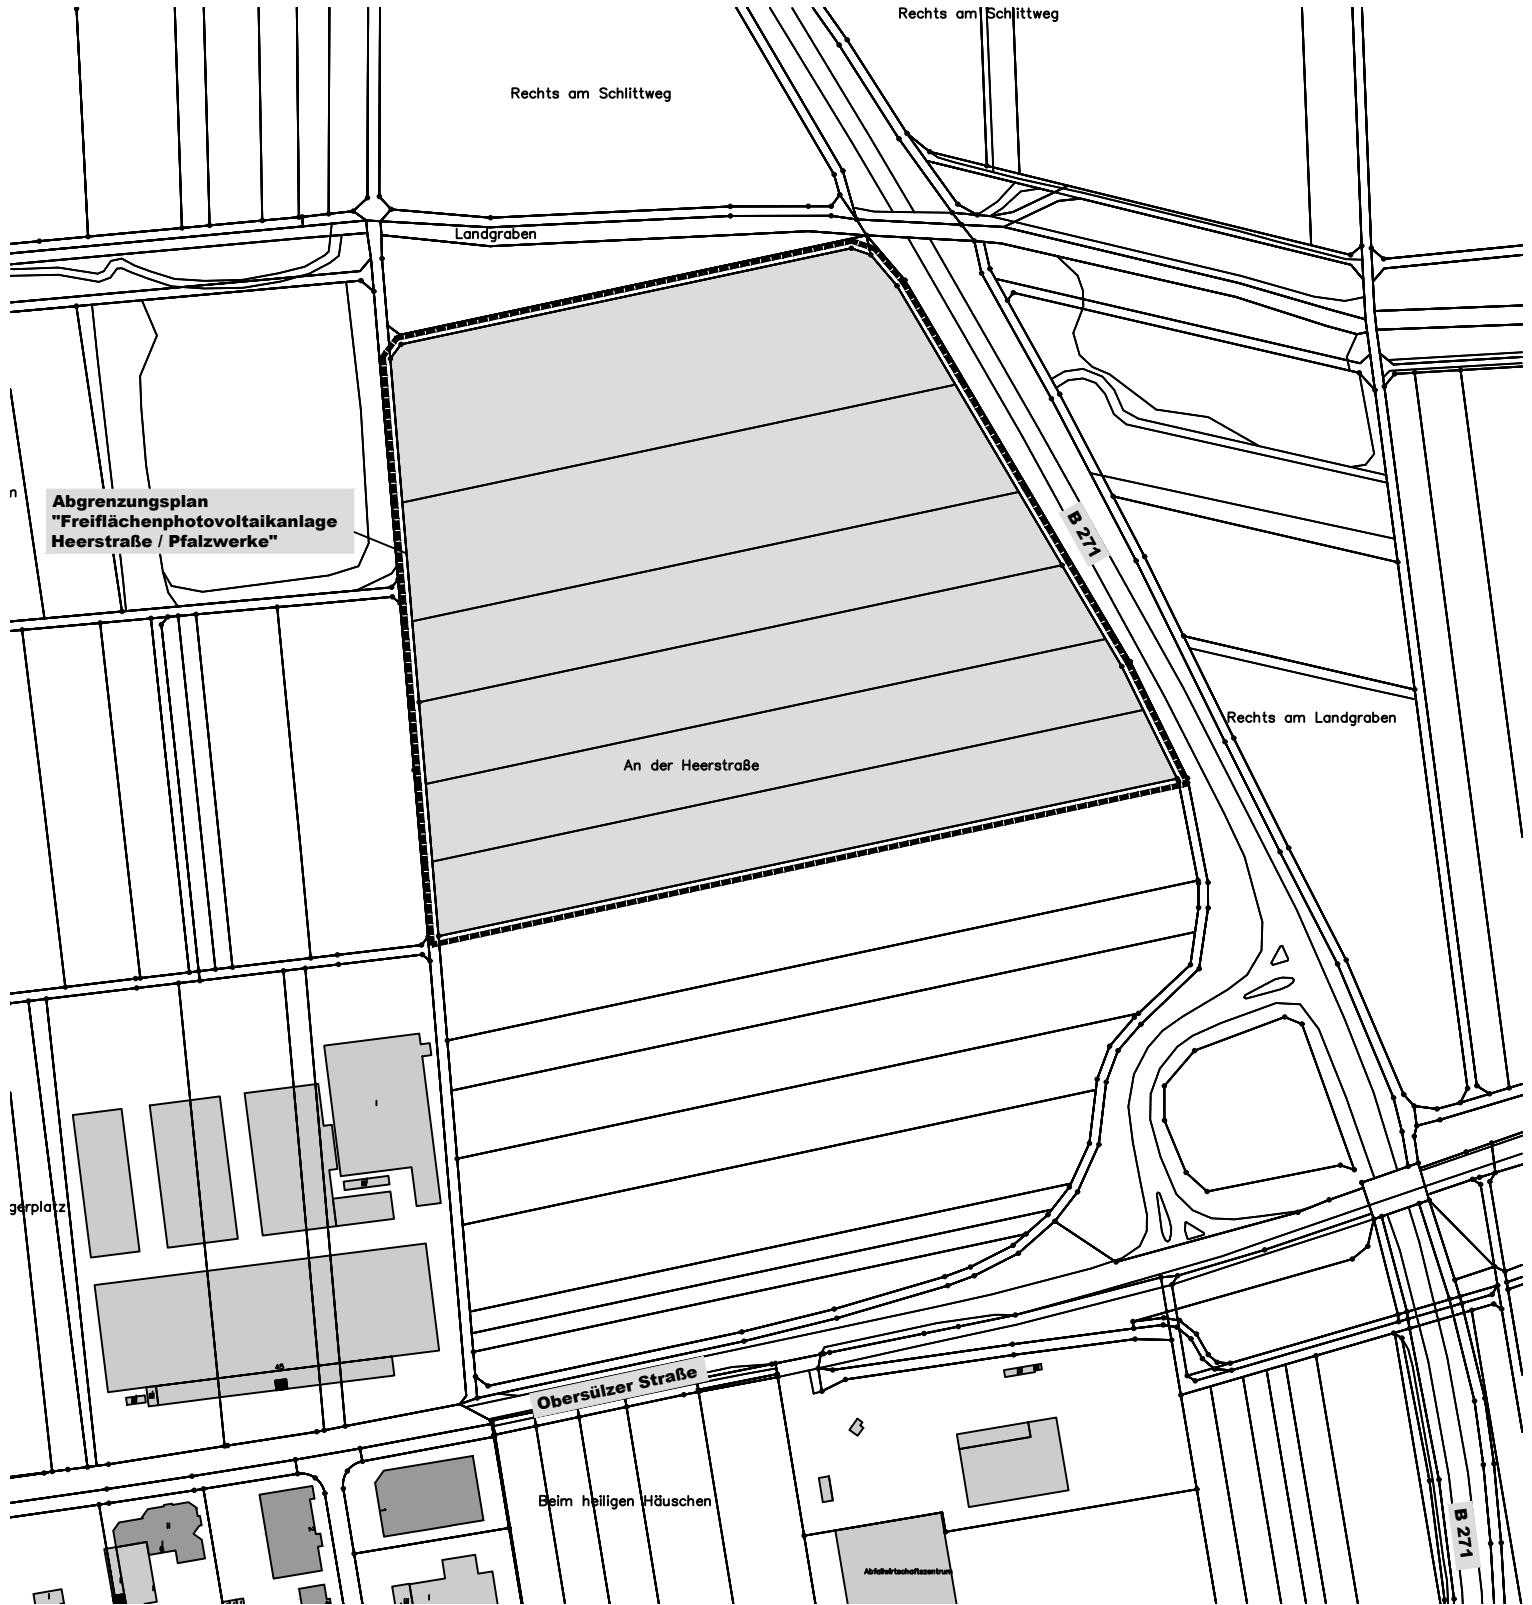 Rechts am Schlittweg
Rechts am Schlittweg
Landgraben
Abgrenzungsplan
"Freiflächenphotovoltaikanlage
Heerstraße / Pfalzwerke"
B 271
Rechts am Landgraben
An der Heerstraße
gerplatz
45
Obersülzer Straße
Beim heiligen Häuschen
B 271
Abfallwirtschaftszentrum